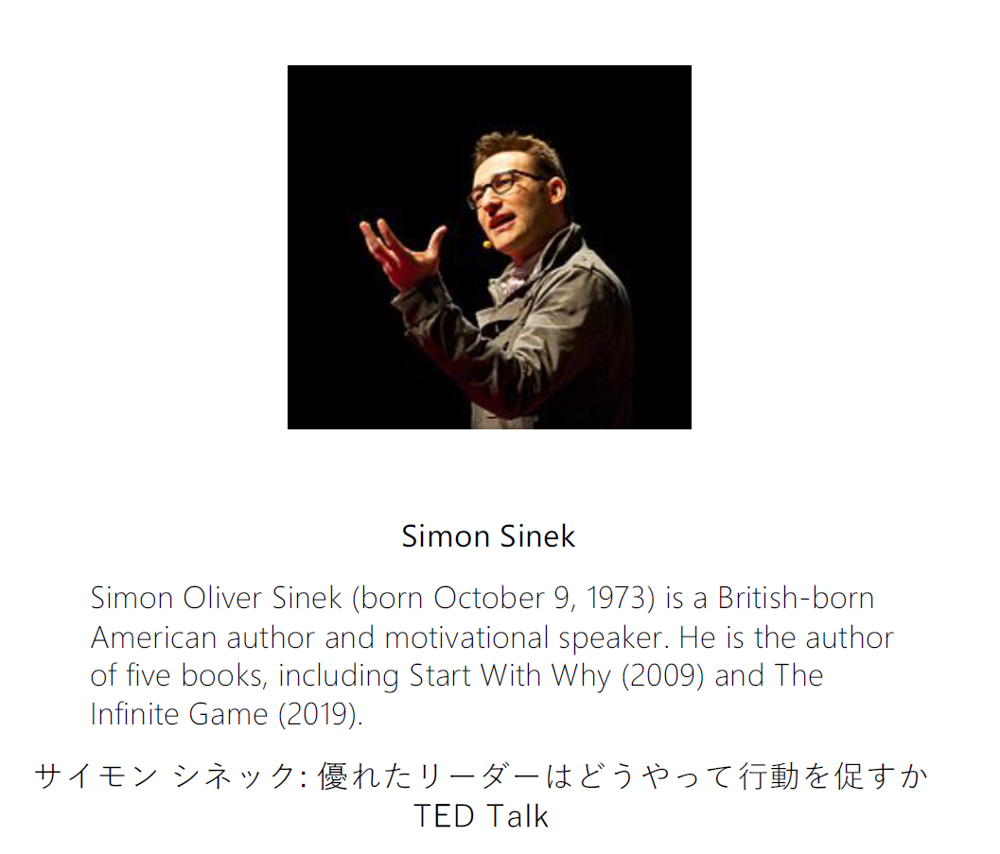 Simon Sinek
Simon Oliver Sinek (born October 9, 1973) is a British-born
American author and motivational speaker. He is the author
of five books, including Start With Why (2009) and The
Infinite Game (2019).
サイモン シネック: 優れたリーダーはどうやって行動を促すか
TED Talk